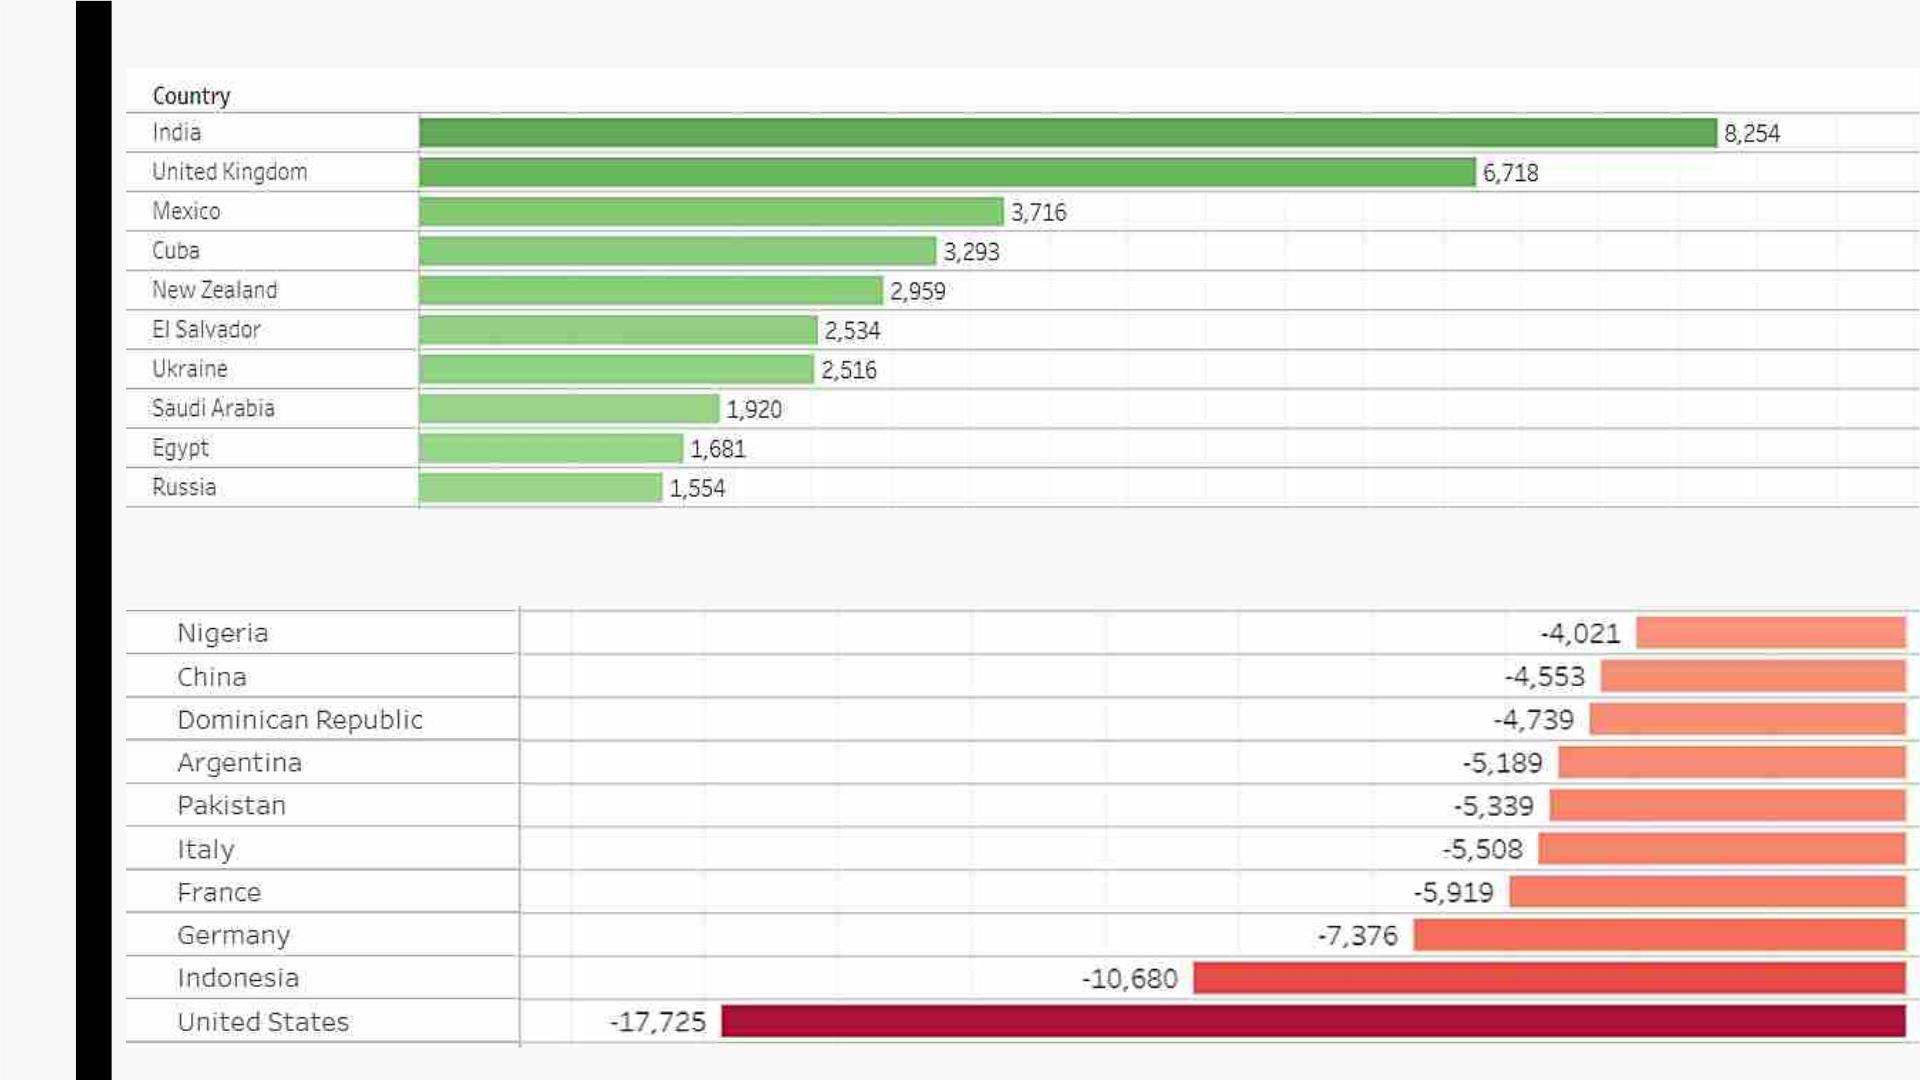 Country
India 8,254
United Kingdom 6,718
Mexico 3,716
Cuba 3,293
New Zealand 2,959
El Salvador 2,534
Ukraine 2,516
Saudi Arabia 1,920
Egypt 1,681
Russia 1,554
Nigeria -4,021
China -4,553
Dominican Republic -4,739
Argentina -5,189
Pakistan -5,339
Italy -5,508
France -5,919
Germany -7,376
Indonesia -10,680
United States -17,725